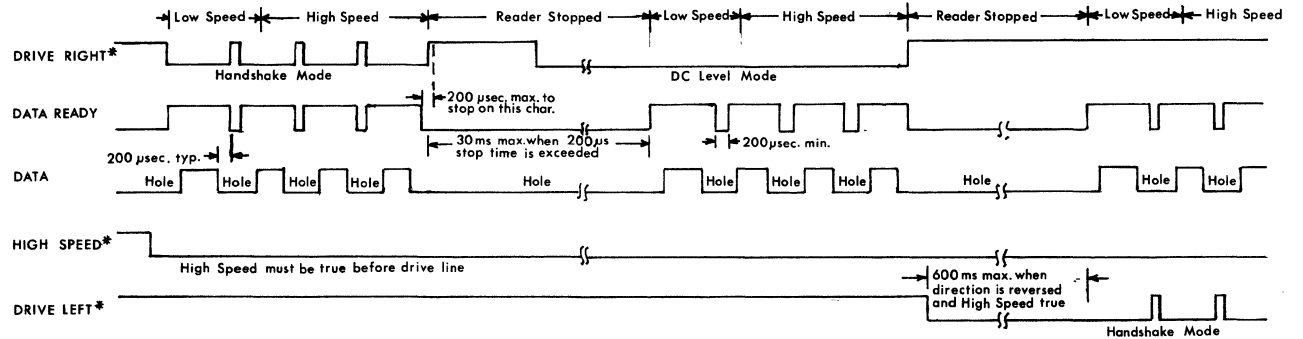 Low Speed High Speed Reader Stopped Low Speed High Speed Reader Stopped Low Speed High Speed
DRIVE RIGHT*
Handshake Mode DC Level Mode
200 µsec. max. to
stop on this char.
DATA READY
30 ms max. when 200 µs
stop time is exceeded
200 µsec. min.
200 µsec. typ.
DATA
Hole Hole Hole Hole Hole Hole Hole Hole Hole Hole Hole
HIGH SPEED*
High Speed must be true before drive line
600 ms max. when
direction is reversed
and High Speed true
DRIVE LEFT*
Handshake Mode